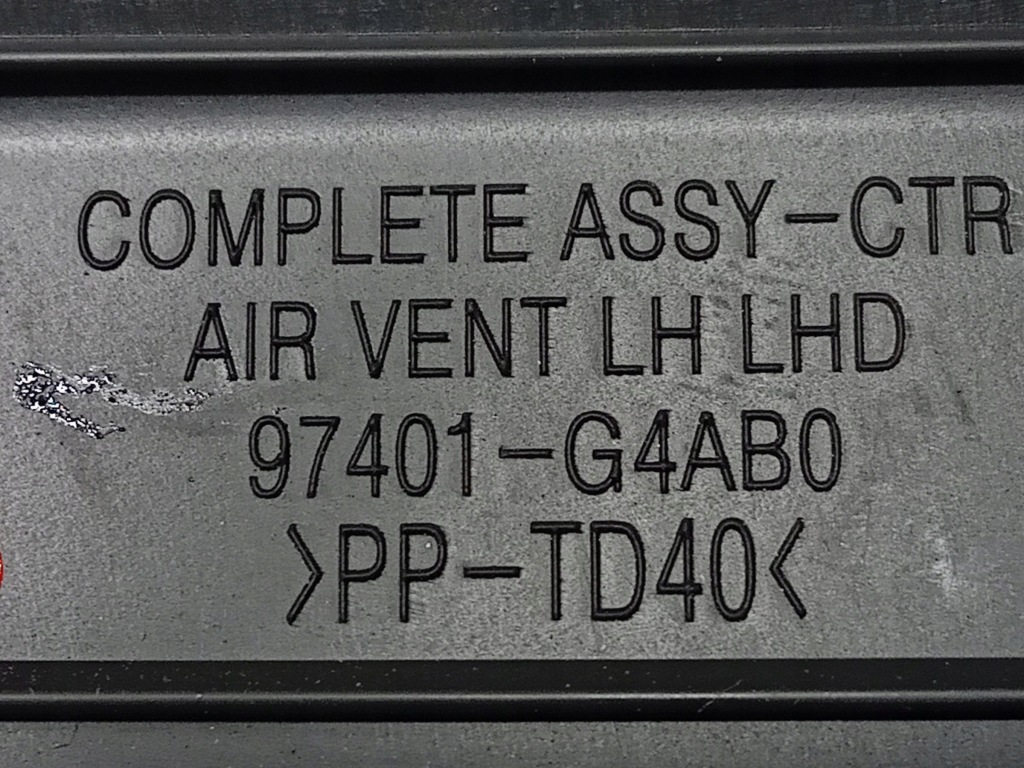 COMPLETE ASSY-CTR
AIR VENT LH LHD
97401-G4AB0
>PP-TD40<